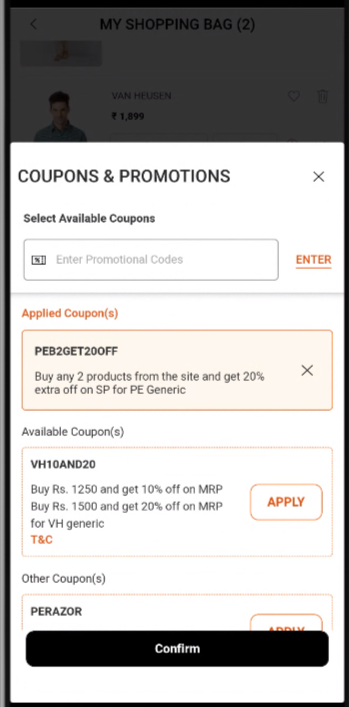 MY SHOPPING BAG (2)
VAN HEUSEN
₹ 1,899
COUPONS & PROMOTIONS
Select Available Coupons
Enter Promotional Codes
ENTER
Applied Coupon(s)
PEB2GET20OFF
Buy any 2 products from the site and get 20%
extra off on SP for PE Generic
Available Coupon(s)
VH10AND20
Buy Rs. 1250 and get 10% off on MRP
Buy Rs. 1500 and get 20% off on MRP
for VH generic
T&C
APPLY
Other Coupon(s)
PERAZOR
APPLY
Confirm